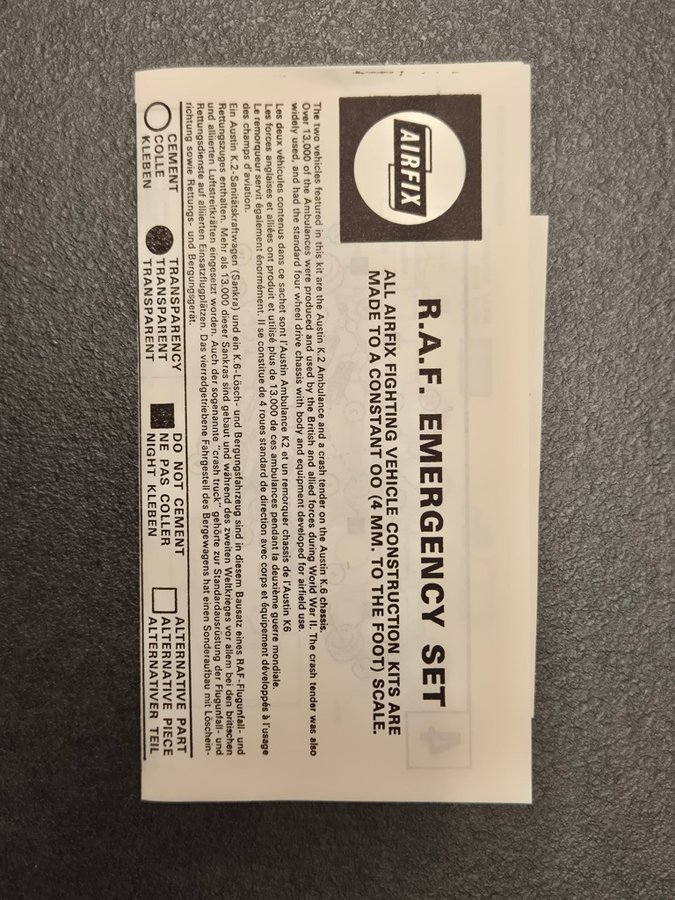 AIRFIX
R.A.F. EMERGENCY SET
ALL AIRFIX FIGHTING VEHICLE CONSTRUCTION KITS ARE
MADE TO A CONSTANT OO (4 MM. TO THE FOOT) SCALE.
The two vehicles featured in this kit are the Austin K.2 Ambulance and a crash tender on the Austin K.6 chassis.
Over 13,000 of the Ambulances were produced and used by the British and allied forces during World War II. The crash tender was also
widely used, and had the standard four wheel drive chassis with body and equipment developed for airfield use.
Les deux véhicules contenus dans ce sachet sont l'Austin Ambulance K2 et un remorquer chassis de l'Austin K6
Les forces anglaises et alliées ont produit et utilisé plus de 13.000 de ces ambulances pendant la deuxième guerre mondiale.
Le remorqueur servit également énormément. Il se constitue de 4 roues standard de direction avec corps et équipement développés à l'usage
des champs d'aviation.
Ein Austin K.2-Sanitätskraftwagen (Sankra) und ein K.6-Lösch- und Bergungsfahrzeug sind in diesem Bausatz eines RAF-Flugunfall- und
Rettungszuges enthalten. Mehr als 13.000 dieser Sankras sind gebaut und während des zweiten Weltkrieges vor allem bei den britischen
und alliierten Luftstreitkräften eingesetzt worden. Auch der sogenannte "crash truck" gehörte zur Standardausrüstung der Flugunfall- und
Rettungsdienste auf alliierten Einsatzflugplätzen. Das vierradgetriebene Fahrgestell des Bergewagens hat einen Sonderaufbau mit Löschein-
richtung sowie Rettungs- und Bergungsgerät.
CEMENT
COLLE
KLEBEN
TRANSPARENCY
TRANSPARENT
TRANSPARENT
DO NOT CEMENT
NE PAS COLLER
NIGHT KLEBEN
ALTERNATIVE PART
ALTERNATIVE PIECE
ALTERNATIVER TEIL
4